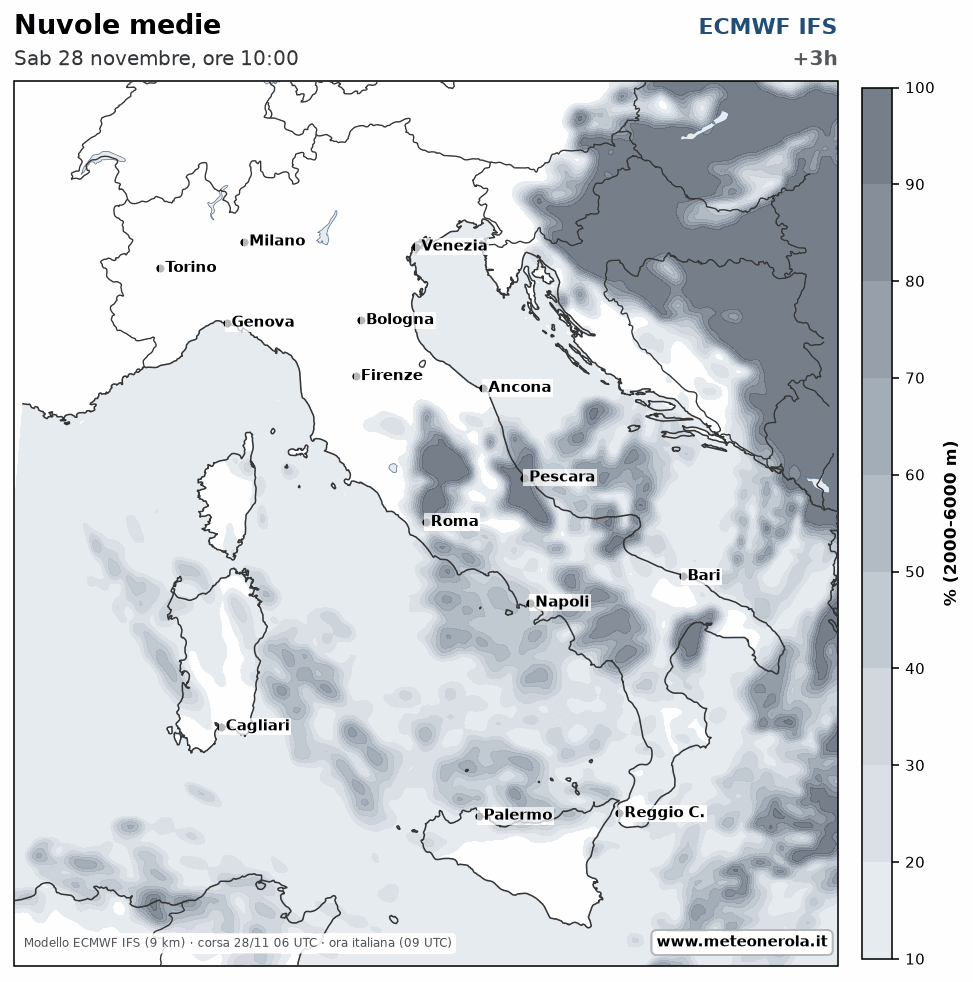 Nuvole medie
ECMWF IFS
Sab 28 novembre, ore 10:00
+3h
Milano
Venezia
Torino
Genova
Bologna
Firenze
Ancona
Pescara
Roma
Bari
Napoli
Cagliari
Palermo
Reggio C.
Modello ECMWF IFS (9 km) · corsa 28/11 06 UTC · ora italiana (09 UTC)
www.meteonerola.it
100
90
80
70
60
50
40
30
20
10
% (2000-6000 m)